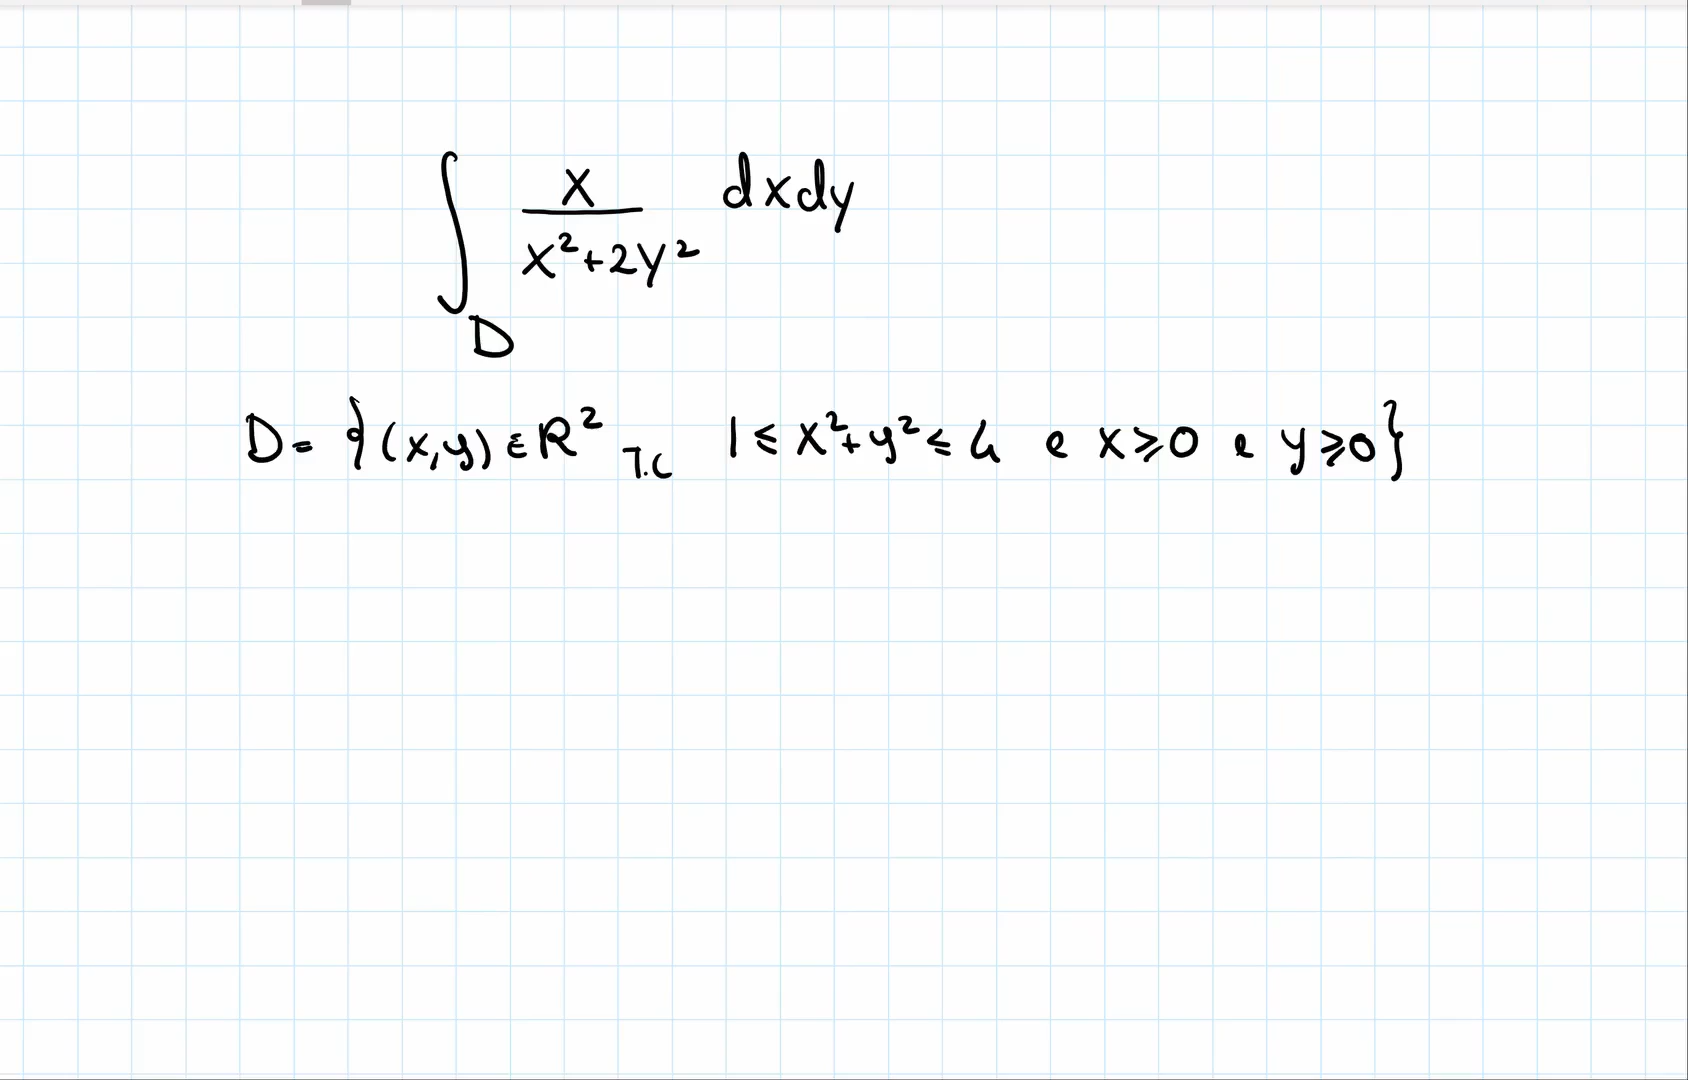 ∫_D x/(x²+2y²) dxdy
D = {(x,y) ∈ R² T.C 1 ≤ x²+y² ≤ 4 e x ⩾ 0 e y ⩾ 0}